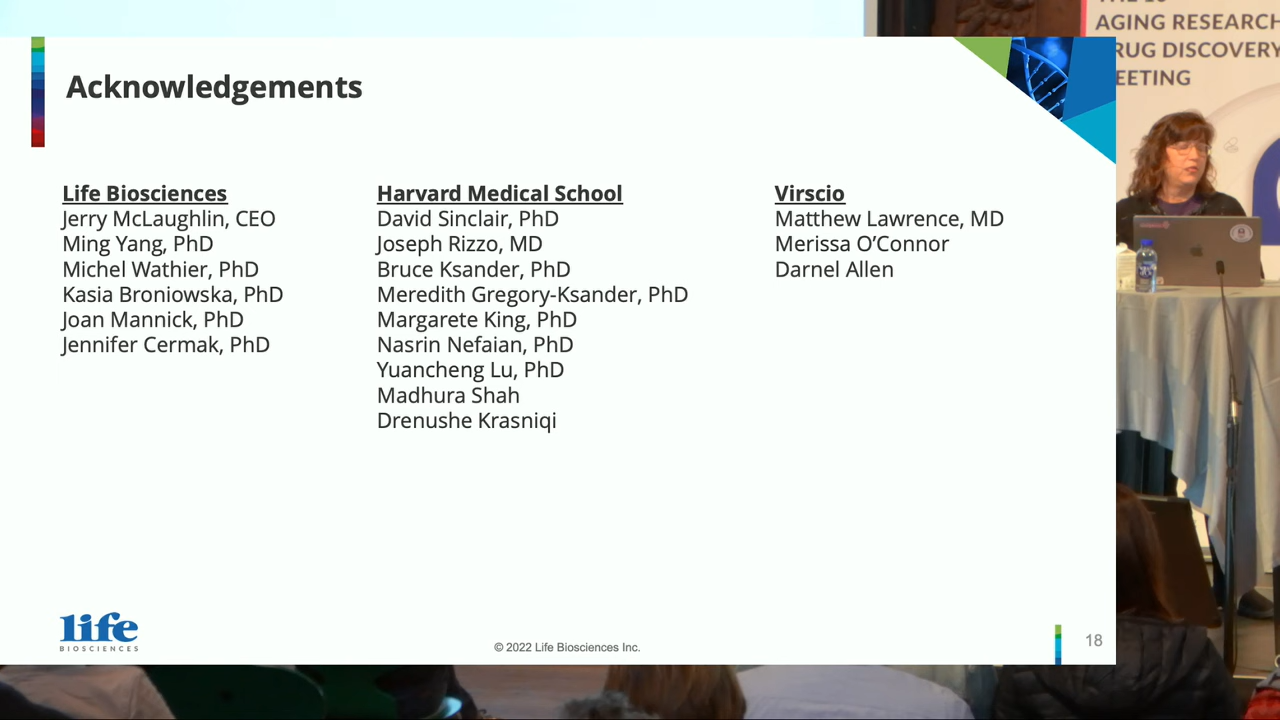 Acknowledgements
Life Biosciences
Jerry McLaughlin, CEO
Ming Yang, PhD
Michel Wathier, PhD
Kasia Broniowska, PhD
Joan Mannick, PhD
Jennifer Cermak, PhD
Harvard Medical School
David Sinclair, PhD
Joseph Rizzo, MD
Bruce Ksander, PhD
Meredith Gregory-Ksander, PhD
Margarete King, PhD
Nasrin Nefaian, PhD
Yuancheng Lu, PhD
Madhura Shah
Drenushe Krasniqi
Virscio
Matthew Lawrence, MD
Merissa O’Connor
Darnel Allen
life
BIOSCIENCES
© 2022 Life Biosciences Inc.
18
AGING RESEARCH
RUG DISCOVERY
EETING